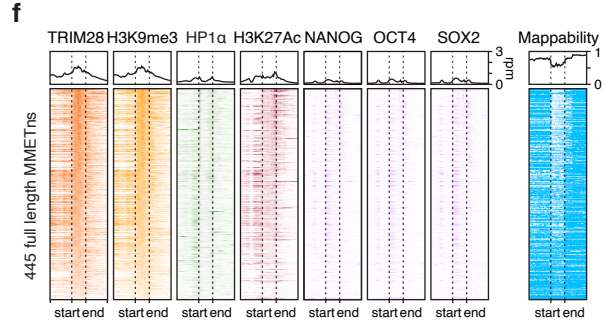 f
TRIM28 H3K9me3 HP1α H3K27Ac NANOG OCT4 SOX2 Mappability
3
rpm
0
1
0
445 full length MMETns
start end start end start end start end start end start end start end start end